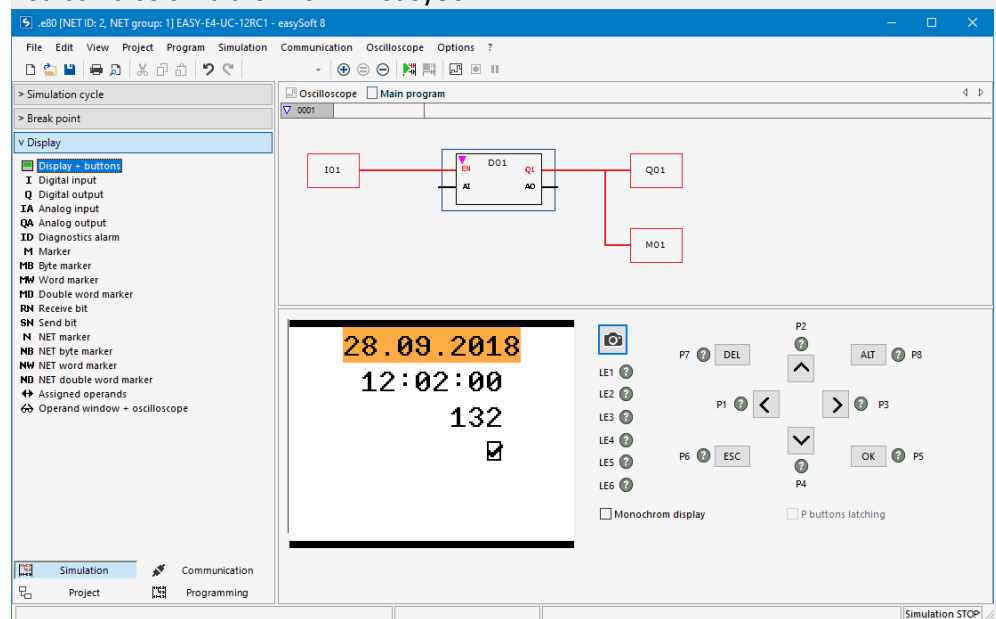 .e80 [NET ID: 2, NET group: 1] EASY-E4-UC-12RC1 - easySoft 8
File Edit View Project Program Simulation Communication Oscilloscope Options ?
> Simulation cycle
> Break point
v Display
Display + buttons
I Digital input
Q Digital output
IA Analog input
QA Analog output
ID Diagnostics alarm
M Marker
MB Byte marker
MW Word marker
MD Double word marker
RN Receive bit
SN Send bit
N NET marker
NB NET byte marker
NW NET word marker
ND NET double word marker
Assigned operands
Operand window + oscilloscope
Simulation Communication
Project Programming
Oscilloscope Main program
0001
I01
D01
EN Q1
AI AO
Q01
M01
28.09.2018
12:02:00
132
LE1 ?
LE2 ?
LE3 ?
LE4 ?
LE5 ?
LE6 ?
P2
?
P7 ? DEL
ALT ? P8
P1 ?
? P3
P6 ? ESC
OK ? P5
?
P4
Monochrom display
P buttons latching
Simulation STOP